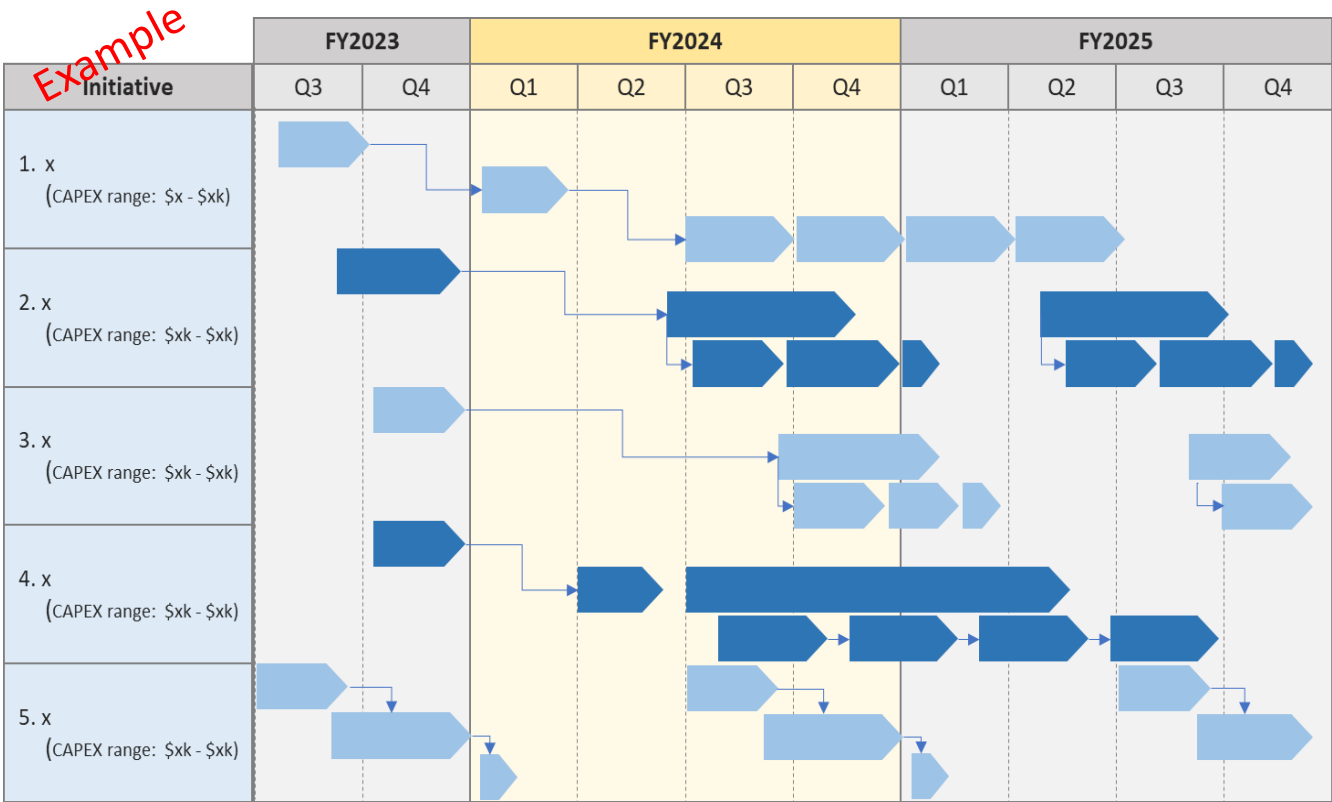 Example
FY2023 FY2024 FY2025
Initiative Q3 Q4 Q1 Q2 Q3 Q4 Q1 Q2 Q3 Q4
1. x
(CAPEX range: $x - $xk)
2. x
(CAPEX range: $xk - $xk)
3. x
(CAPEX range: $xk - $xk)
4. x
(CAPEX range: $xk - $xk)
5. x
(CAPEX range: $xk - $xk)